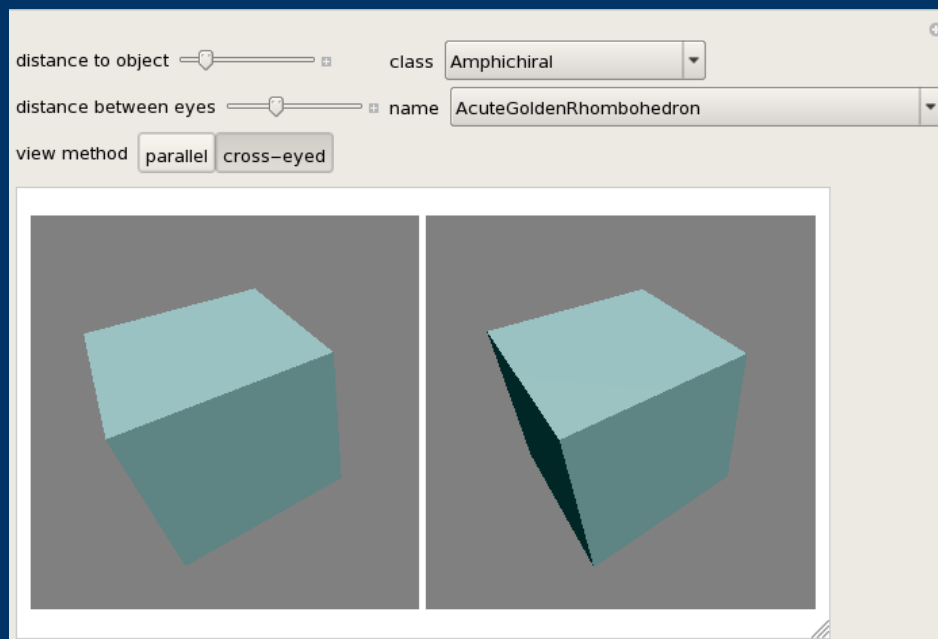 distance to object class Amphichiral
distance between eyes name AcuteGoldenRhombohedron
view method parallel cross-eyed